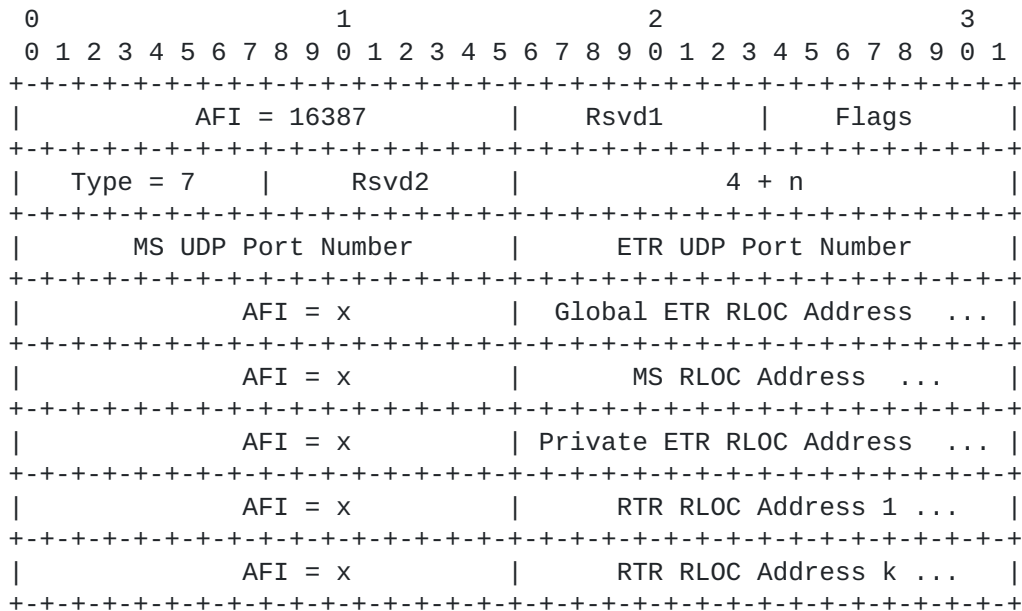 0                   1                   2                   3
 0 1 2 3 4 5 6 7 8 9 0 1 2 3 4 5 6 7 8 9 0 1 2 3 4 5 6 7 8 9 0 1
+-+-+-+-+-+-+-+-+-+-+-+-+-+-+-+-+-+-+-+-+-+-+-+-+-+-+-+-+-+-+-+-+
|           AFI = 16387         |    Rsvd1      |    Flags      |
+-+-+-+-+-+-+-+-+-+-+-+-+-+-+-+-+-+-+-+-+-+-+-+-+-+-+-+-+-+-+-+-+
|   Type = 7    |     Rsvd2     |             4 + n             |
+-+-+-+-+-+-+-+-+-+-+-+-+-+-+-+-+-+-+-+-+-+-+-+-+-+-+-+-+-+-+-+-+
|       MS UDP Port Number      |      ETR UDP Port Number      |
+-+-+-+-+-+-+-+-+-+-+-+-+-+-+-+-+-+-+-+-+-+-+-+-+-+-+-+-+-+-+-+-+
|              AFI = x          |  Global ETR RLOC Address  ... |
+-+-+-+-+-+-+-+-+-+-+-+-+-+-+-+-+-+-+-+-+-+-+-+-+-+-+-+-+-+-+-+-+
|              AFI = x          |       MS RLOC Address  ...    |
+-+-+-+-+-+-+-+-+-+-+-+-+-+-+-+-+-+-+-+-+-+-+-+-+-+-+-+-+-+-+-+-+
|              AFI = x          | Private ETR RLOC Address  ... |
+-+-+-+-+-+-+-+-+-+-+-+-+-+-+-+-+-+-+-+-+-+-+-+-+-+-+-+-+-+-+-+-+
|              AFI = x          |      RTR RLOC Address 1 ...   |
+-+-+-+-+-+-+-+-+-+-+-+-+-+-+-+-+-+-+-+-+-+-+-+-+-+-+-+-+-+-+-+-+
|              AFI = x          |      RTR RLOC Address k ...   |
+-+-+-+-+-+-+-+-+-+-+-+-+-+-+-+-+-+-+-+-+-+-+-+-+-+-+-+-+-+-+-+-+